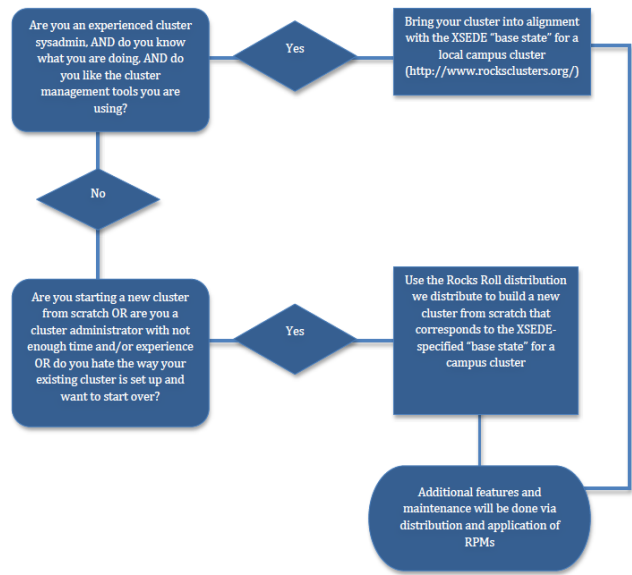 Are you an experienced cluster
sysadmin, AND do you know
what you are doing, AND do
you like the cluster
management tools you are
using?
Yes
Bring your cluster into alignment
with the XSEDE “base state” for a
local campus cluster
(http://www.rocksclusters.org/)
No
Are you starting a new cluster
from scratch OR are you a
cluster administrator with not
enough time and/or experience
OR do you hate the way your
existing cluster is set up and
want to start over?
Yes
Use the Rocks Roll distribution
we distribute to build a new
cluster from scratch that
corresponds to the XSEDE-
specified “base state” for a
campus cluster
Additional features and
maintenance will be done via
distribution and application of
RPMs